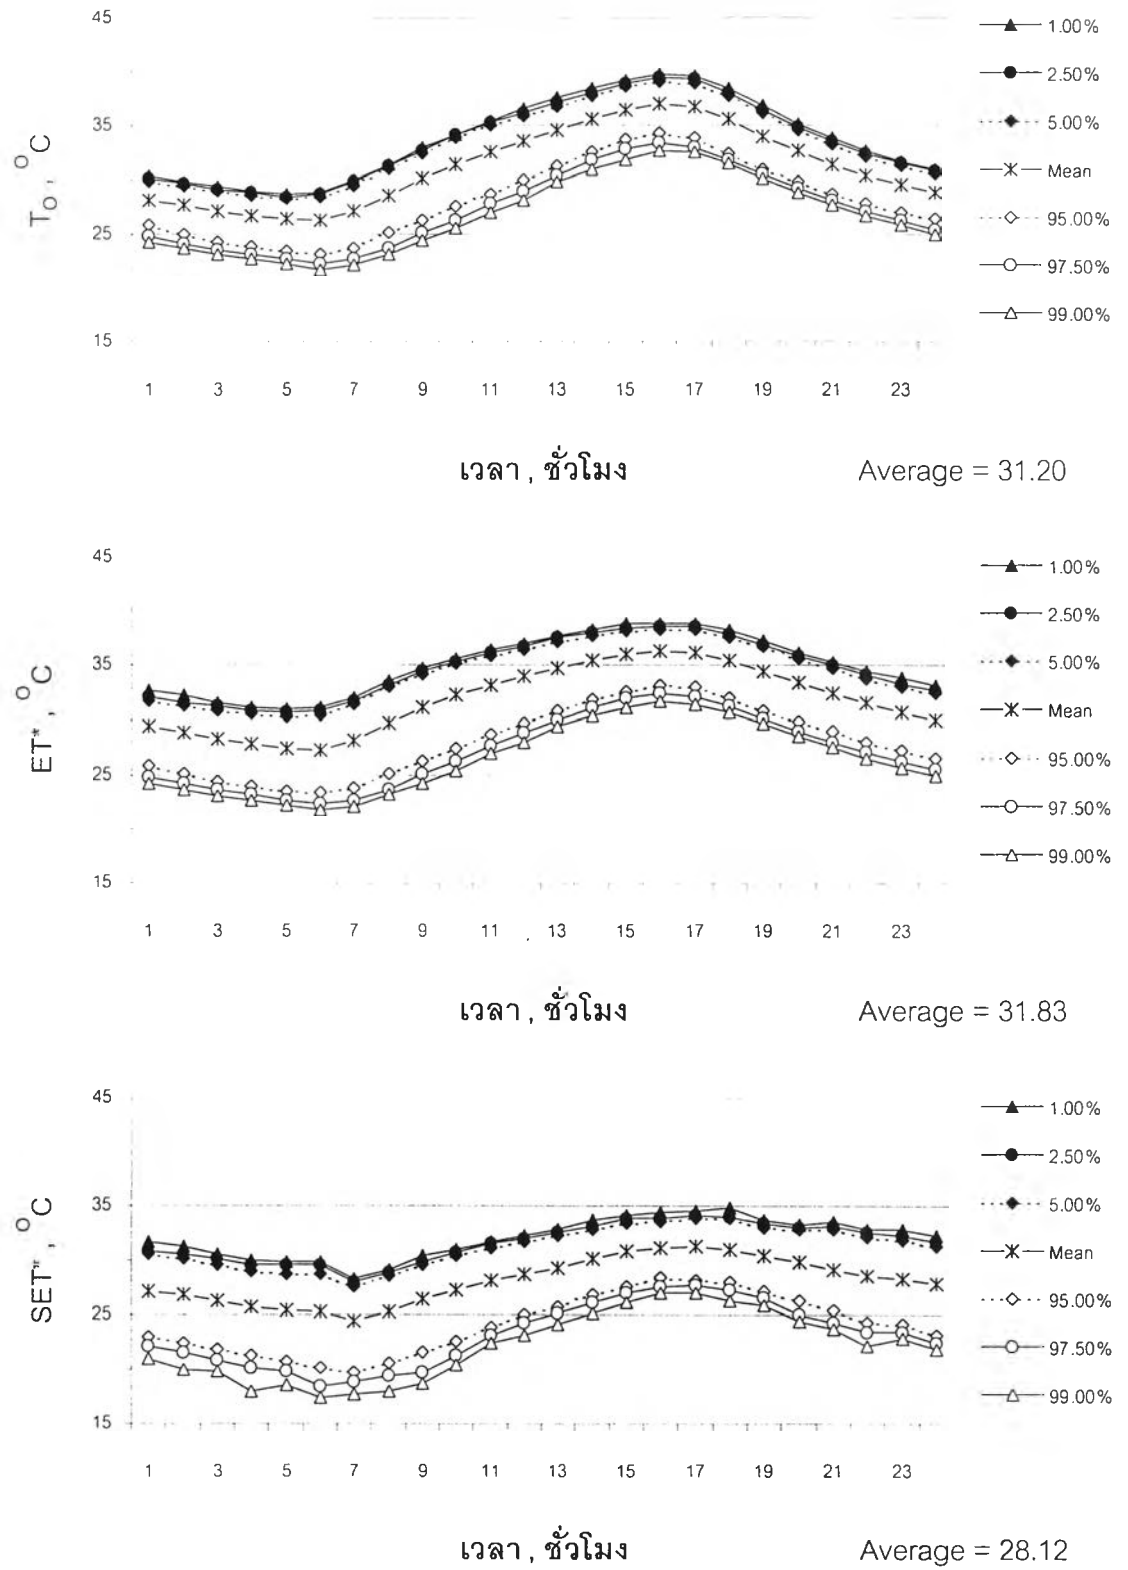 45
35
25
15
T_O, °C
1 3 5 7 9 11 13 15 17 19 21 23
1.00%
2.50%
5.00%
Mean
95.00%
97.50%
99.00%
เวลา , ชั่วโมง
Average = 31.20
45
35
25
15
ET*, °C
1 3 5 7 9 11 13 15 17 19 21 23
1.00%
2.50%
5.00%
Mean
95.00%
97.50%
99.00%
เวลา , ชั่วโมง
Average = 31.83
45
35
25
15
SET*, °C
1 3 5 7 9 11 13 15 17 19 21 23
1.00%
2.50%
5.00%
Mean
95.00%
97.50%
99.00%
เวลา , ชั่วโมง
Average = 28.12